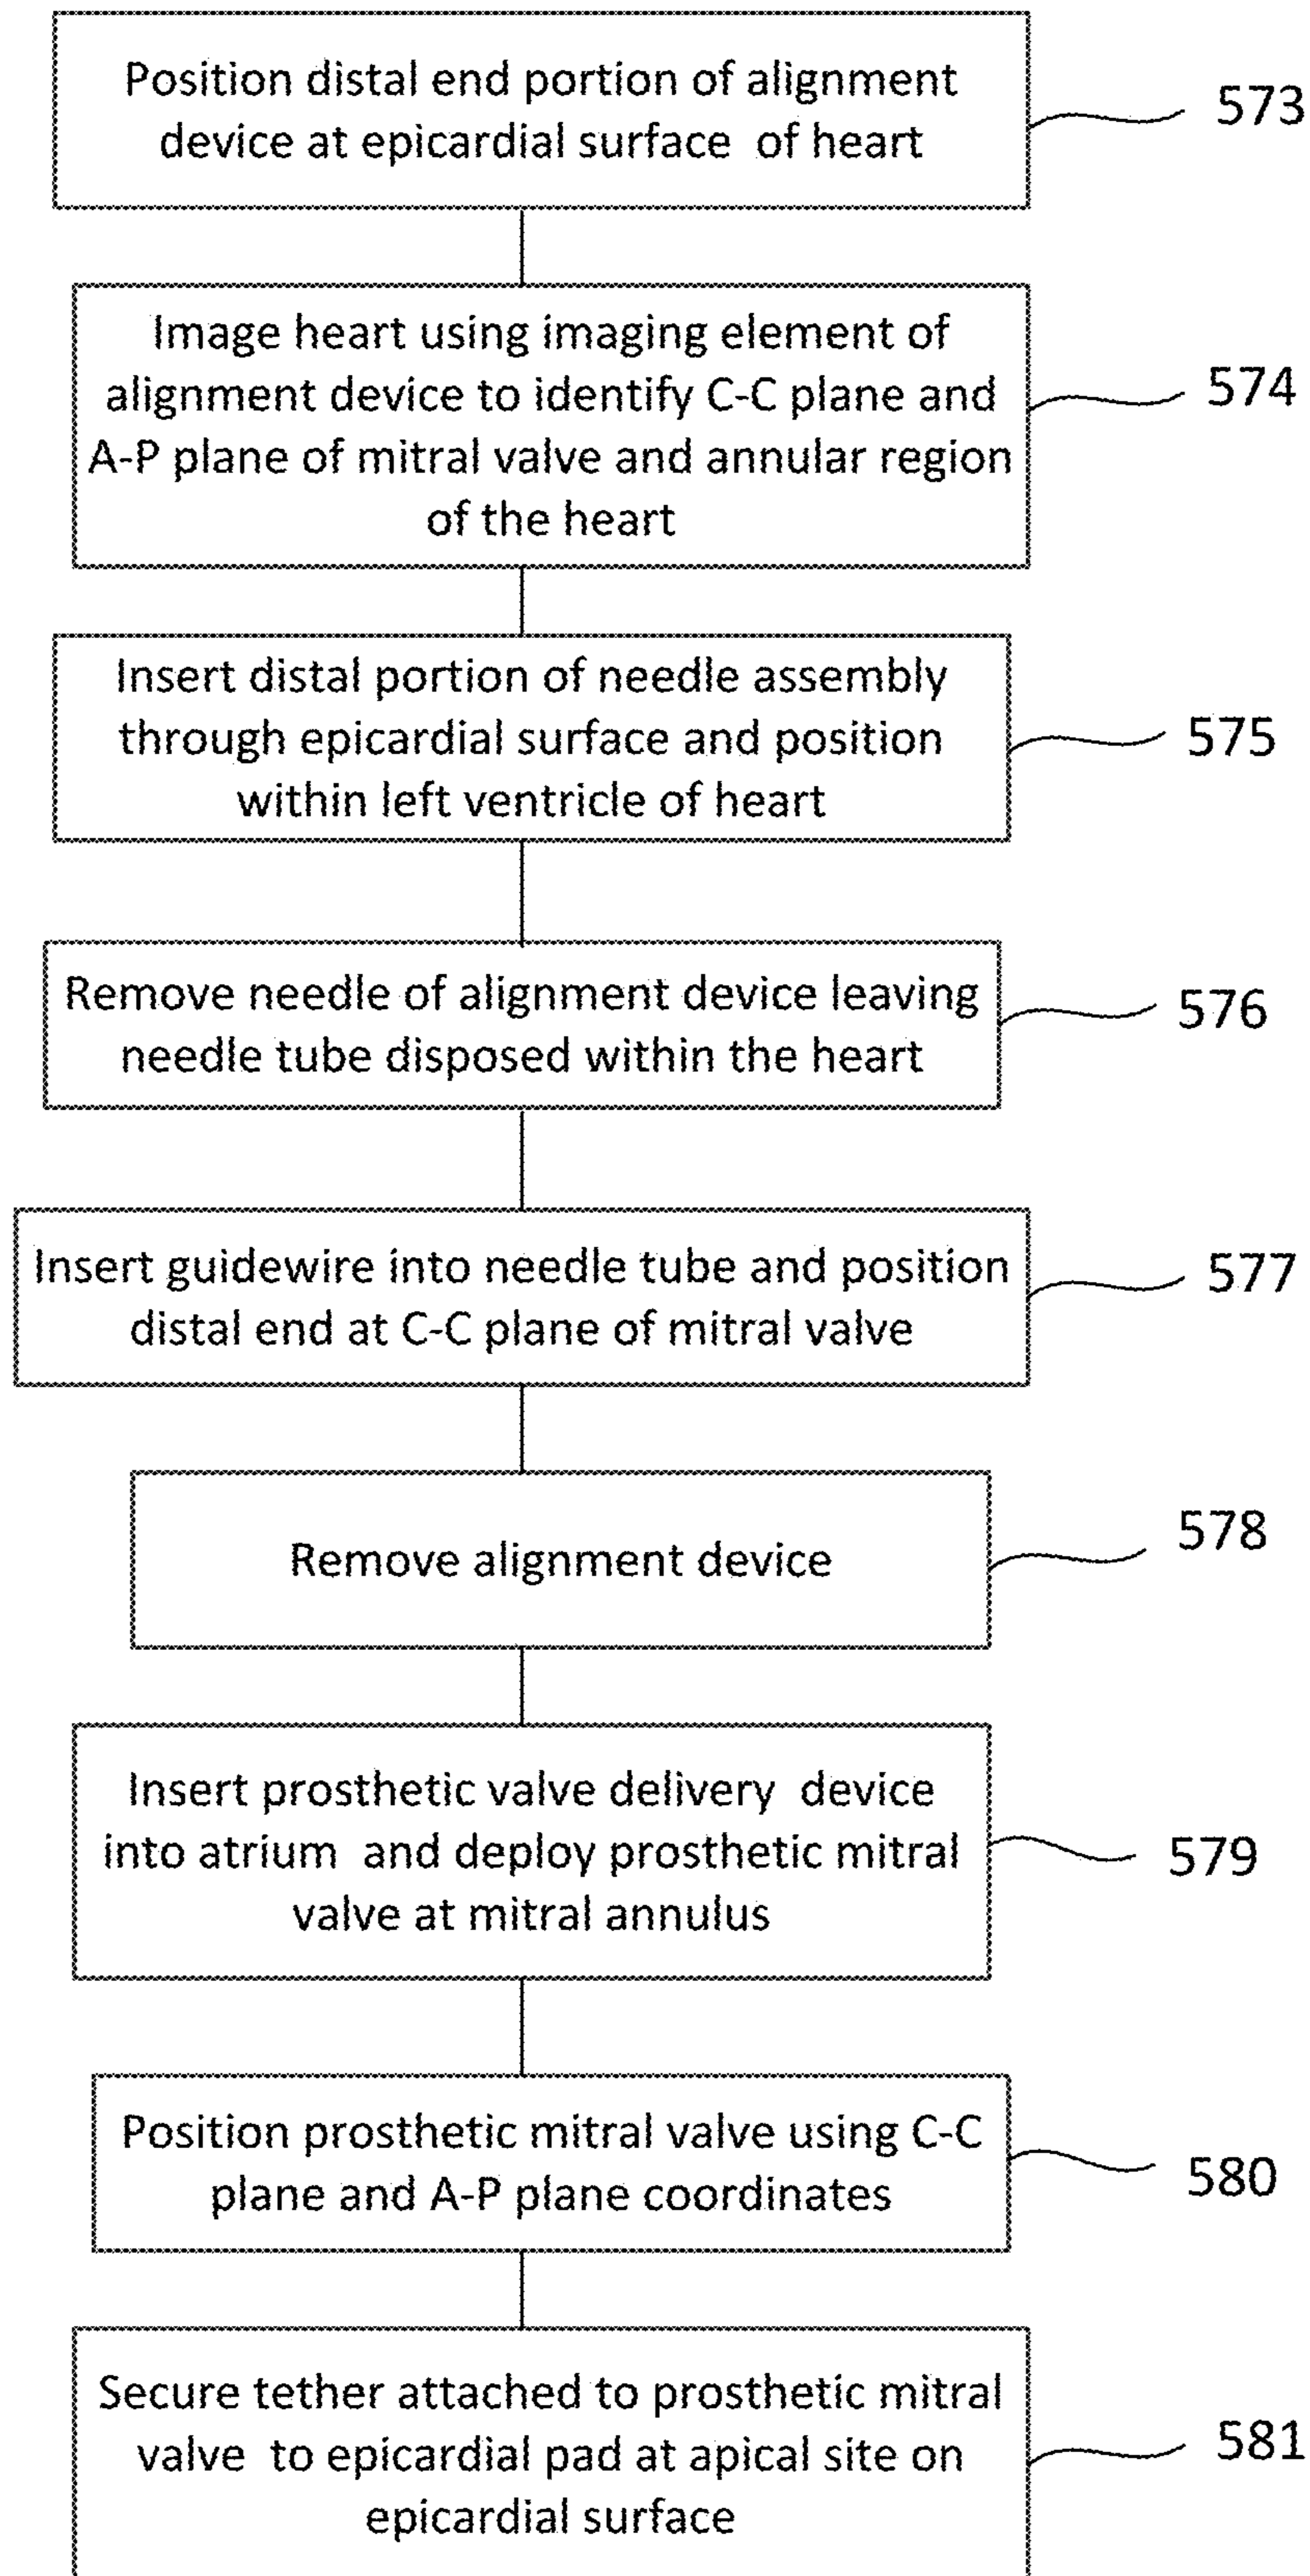 Position distal end portion of alignment
device at epicardial surface of heart
573
Image heart using imaging element of
alignment device to identify C-C plane and
A-P plane of mitral valve and annular region
of the heart
574
Insert distal portion of needle assembly
through epicardial surface and position
within left ventricle of heart
575
Remove needle of alignment device leaving
needle tube disposed within the heart
576
Insert guidewire into needle tube and position
distal end at C-C plane of mitral valve
577
Remove alignment device
578
Insert prosthetic valve delivery device
into atrium and deploy prosthetic mitral
valve at mitral annulus
579
Position prosthetic mitral valve using C-C
plane and A-P plane coordinates
580
Secure tether attached to prosthetic mitral
valve to epicardial pad at apical site on
epicardial surface
581